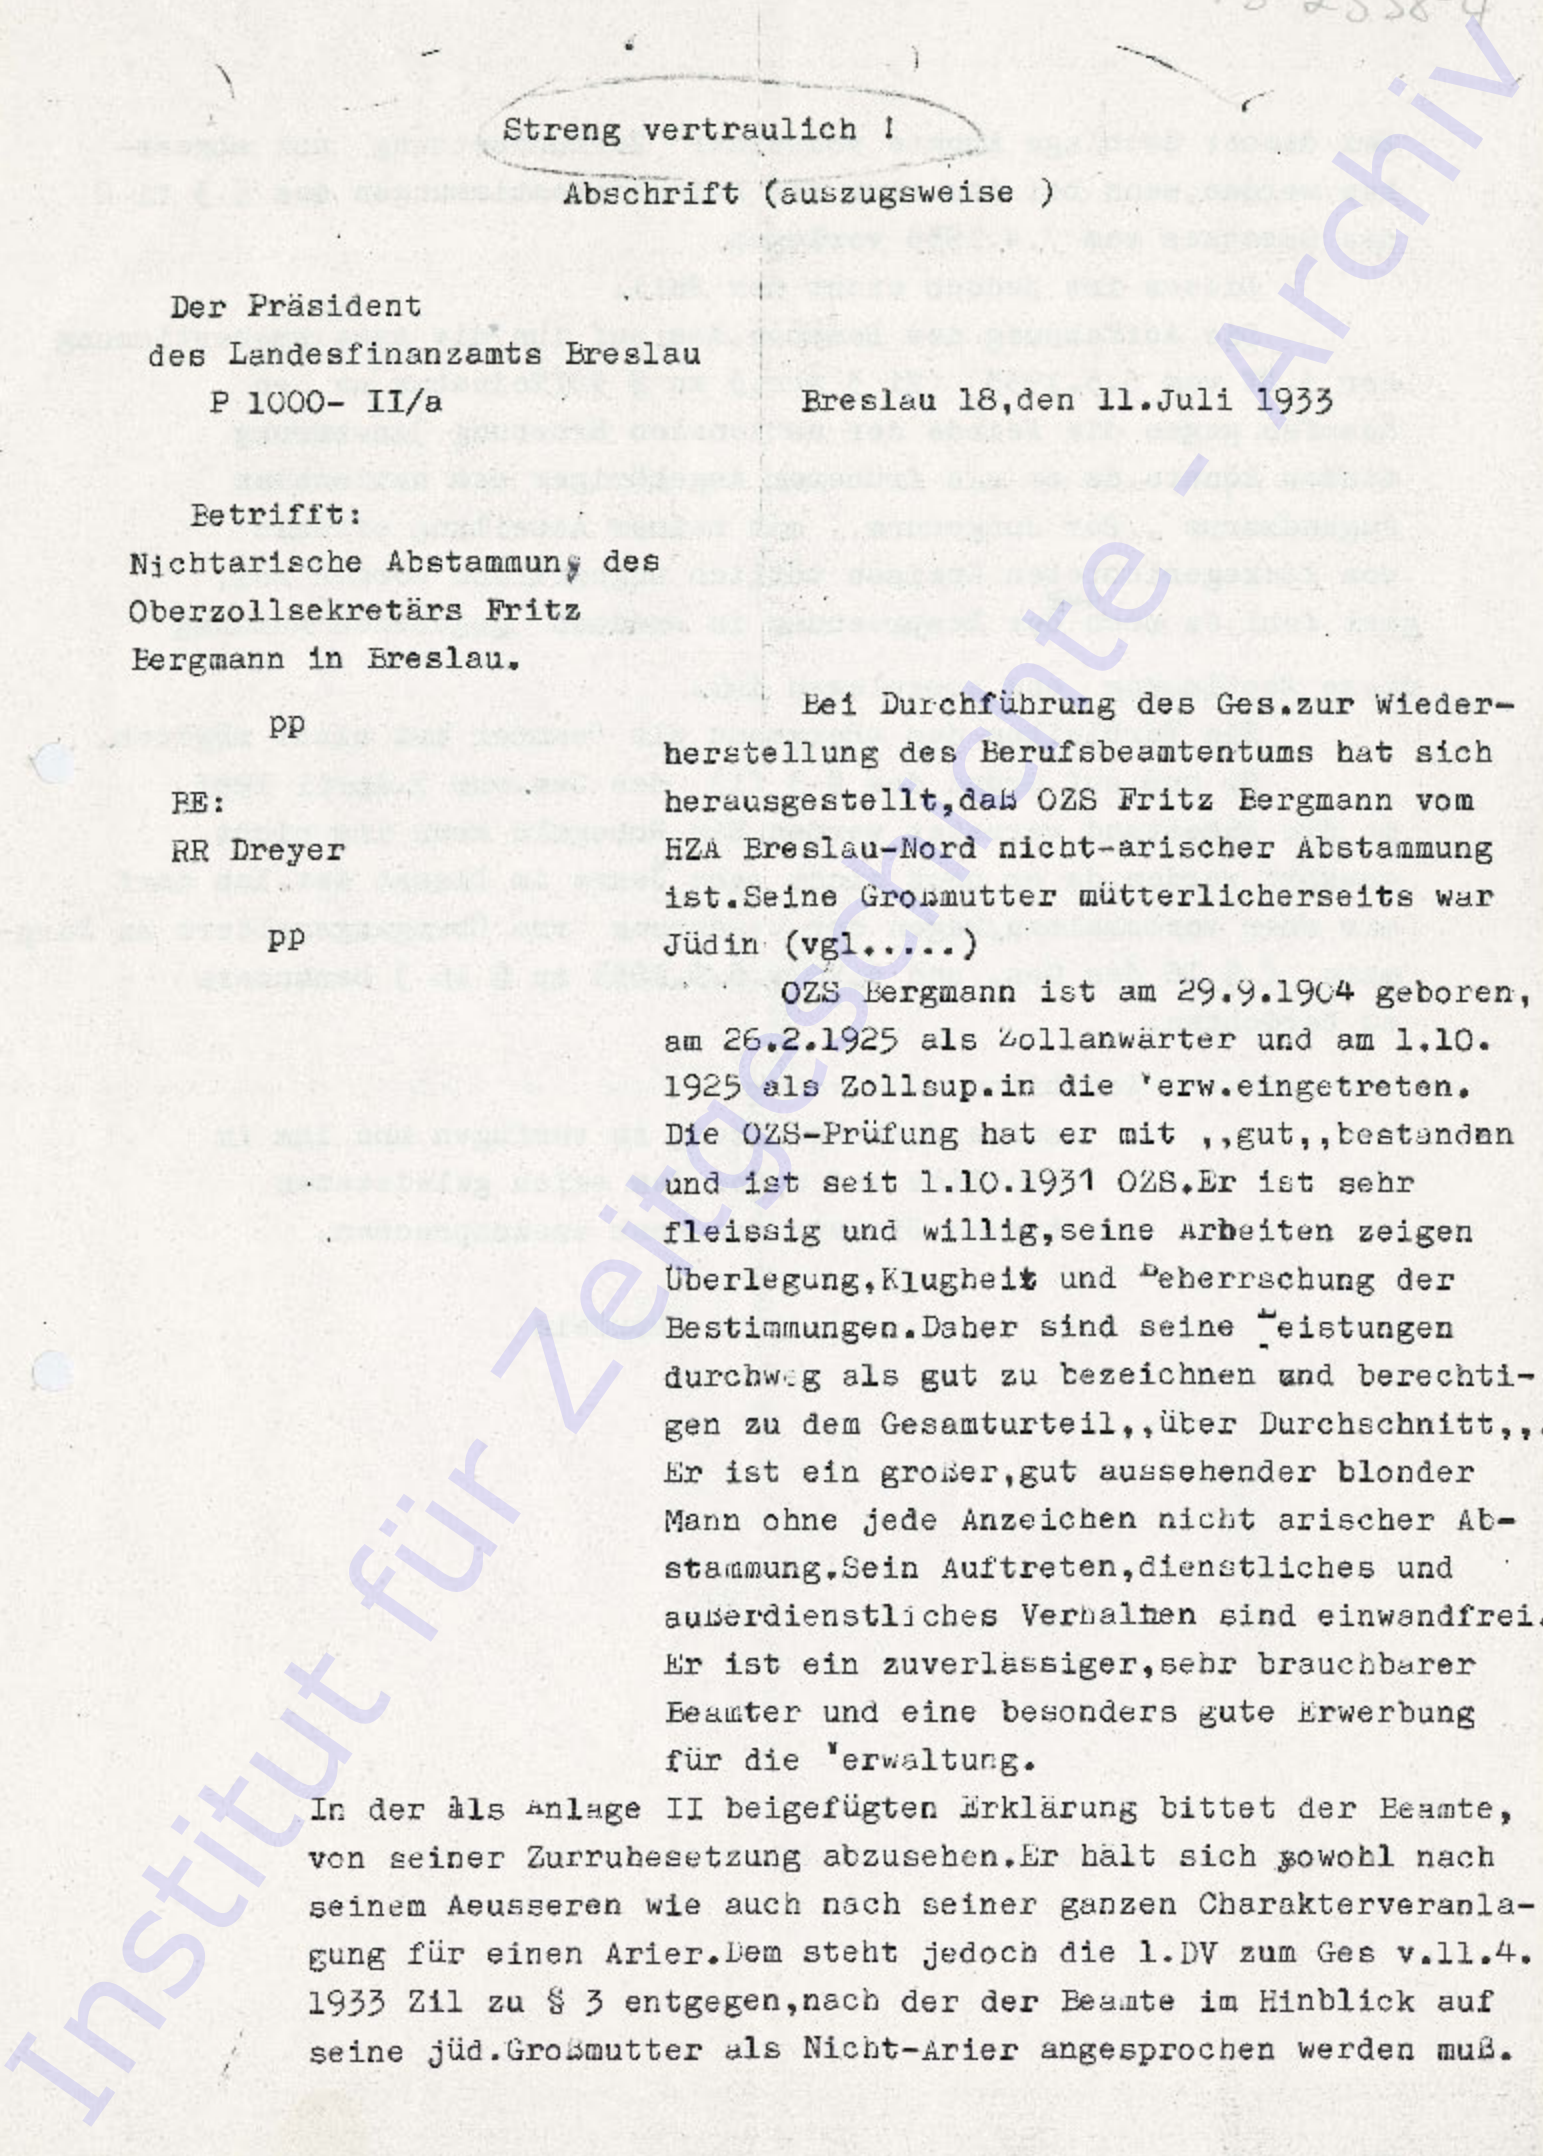 Streng vertraulich !
Abschrift (auszugsweise )
Der Präsident
des Landesfinanzamts Breslau
P 1000- II/a
Breslau 18,den 11.Juli 1933
Betrifft:
Nichtarische Abstammung des
Oberzollsekretärs Fritz
Bergmann in Breslau.
pp
BE:
RR Dreyer
pp
Bei Durchführung des Ges.zur Wieder-
herstellung des Berufsbeamtentums hat sich
herausgestellt,daß OZS Fritz Bergmann vom
HZA Breslau-Nord nicht-arischer Abstammung
ist.Seine Großmutter mütterlicherseits war
Jüdin (vgl.....)
OZS Bergmann ist am 29.9.1904 geboren,
am 26.2.1925 als Zollanwärter und am 1.10.
1925 als Zollsup.in die Verw.eingetreten.
Die OZS-Prüfung hat er mit ,,gut,,bestanden
und ist seit 1.10.1931 OZS.Er ist sehr
fleissig und willig,seine Arbeiten zeigen
Überlegung,Klugheit und Beherrschung der
Bestimmungen.Daher sind seine Leistungen
durchweg als gut zu bezeichnen und berechti-
gen zu dem Gesamturteil,,über Durchschnitt,,.
Er ist ein großer,gut aussehender blonder
Mann ohne jede Anzeichen nicht arischer Ab-
stammung.Sein Auftreten,dienstliches und
außerdienstliches Verhalten sind einwandfrei.
Er ist ein zuverlässiger,sehr brauchbarer
Beamter und eine besonders gute Erwerbung
für die Verwaltung.
In der als Anlage II beigefügten Erklärung bittet der Beamte,
von seiner Zurruhesetzung abzusehen.Er hält sich sowohl nach
seinem Aeusseren wie auch nach seiner ganzen Charakterveranla-
gung für einen Arier.Dem steht jedoch die 1.DV zum Ges v.11.4.
1933 Zil zu § 3 entgegen,nach der der Beamte im Hinblick auf
seine jüd.Großmutter als Nicht-Arier angesprochen werden muß.
Institut für Zeitgeschichte - Archiv